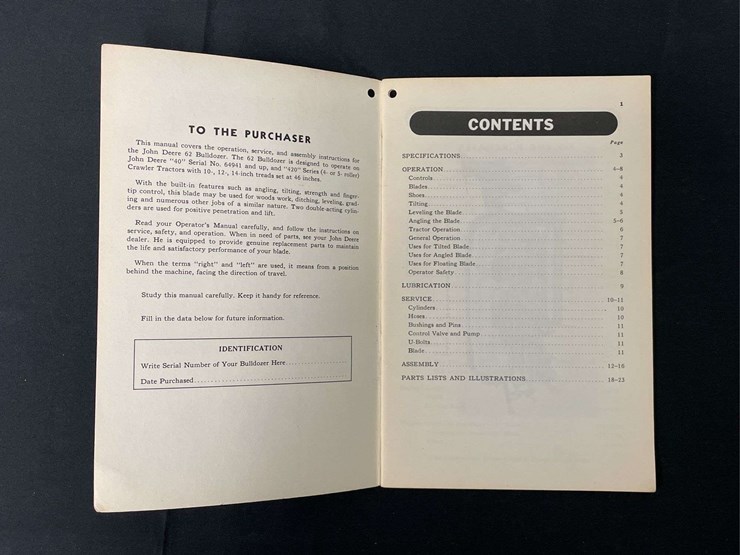 TO THE PURCHASER
This manual covers the operation, service, and assembly instructions for
the John Deere 62 Bulldozer. The 62 Bulldozer is designed to operate on
John Deere "40" Serial No. 64941 and up, and "420" Series (4- or 5- roller)
Crawler Tractors with 10-, 12-, 14-inch treads set at 46 inches.
With the built-in features such as angling, tilting, strength and finger-
tip control, this blade may be used for woods work, ditching, leveling, grad-
ing and numerous other jobs of a similar nature. Two double-acting cylin-
ders are used for positive penetration and lift.
Read your Operator's Manual carefully, and follow the instructions on
service, safety, and operation. When in need of parts, see your John Deere
dealer. He is equipped to provide genuine replacement parts to maintain
the life and satisfactory performance of your blade.
When the terms "right" and "left" are used, it means from a position
behind the machine, facing the direction of travel.
Study this manual carefully. Keep it handy for reference.
Fill in the data below for future information.
IDENTIFICATION
Write Serial Number of Your Bulldozer Here
Date Purchased
1
CONTENTS
Page
SPECIFICATIONS 3
OPERATION 4-8
Controls 4
Blades 4
Shoes 4
Tilting 4
Leveling the Blade 5
Angling the Blade 5-6
Tractor Operation 6
General Operation 7
Uses for Tilted Blade 7
Uses for Angled Blade 7
Uses for Floating Blade 7
Operator Safety 8
LUBRICATION 9
SERVICE 10-11
Cylinders 10
Hoses 10
Bushings and Pins 11
Control Valve and Pump 11
U-Bolts 11
Blade 11
ASSEMBLY 12-16
PARTS LISTS AND ILLUSTRATIONS 18-23